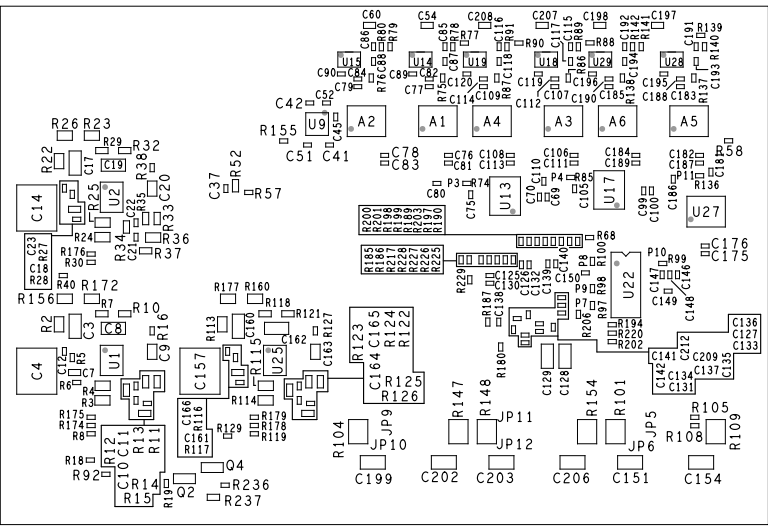 C60 C54 C208 C207 C198 C197
C86 R80 R79 C85 R78 R77 C116 R91 R90 C117 C115 R89 R88 C192 R142 R141 C191 R139 R140
U15 U14 U19 U18 U29 U28
C88 C87 C118 R86 C194 C193
C90 C84 R76 C89 C82 R75 C120 R87 C119 C196 R138 C195 R137
C79 C77 C114 C109 C112 C107 C190 C185 C188 C183
C42 C52
R155 U9 C45 A2 A1 A4 A3 A6 A5
C51 C41
R26 R23
R29 R32
R22 C17 C19 R38
C78 C83
C76 C81
C108 C113
C106 C111
C184 C189
C182 C187
R58
C181
C37 R52 R57
C80 P3 R74 C75 U13 C110 C70 C69 P4 R85 C105 U17 C99 C100 C186 P11 R136 U27
C14 R25 U2 C20 C22 R35 R33
R24 R34 C21 R36 R37
R200 R201 R198 R199 R189 R203 R197 R190
R68
C23 R27 C18 R28
R176 R30
R40
R185 R186 R217 R228 R227 R226 R225
R229 C125 C130 C126 C132 C139 C140 C150 P8 R100
P9 R98 P7 R97 R206
U22
P10 R99 C147 C146 C149 C148
C176 C175
R156 R172 R177 R160
R7 R10 R118 R121
R2 C3 C8 R16 R113 C160 C162 R127
C163
R187 C138
R180
R194 R220 R202
C136 C127 C133
C212 C141 C209 C137 C142 C134 C131 C135
C4 C12 R5 C7 R6 U1 C9
R4 R3
C157 R115 U25 R114
R123 C165 C164 R124 R122
R125 R126
C129 C128
R175 R174 R8
C166 R116 C161 R117
R129
R179 R178 R119
R104 JP9 JP10
R147 R148 JP11 JP12
R154 R101 JP5 JP6
R105 R108 R109
R12 C11 R13 R11
C10 R14 R15
R18 R92 R19
Q4 Q2
R236 R237
C199 C202 C203 C206 C151 C154